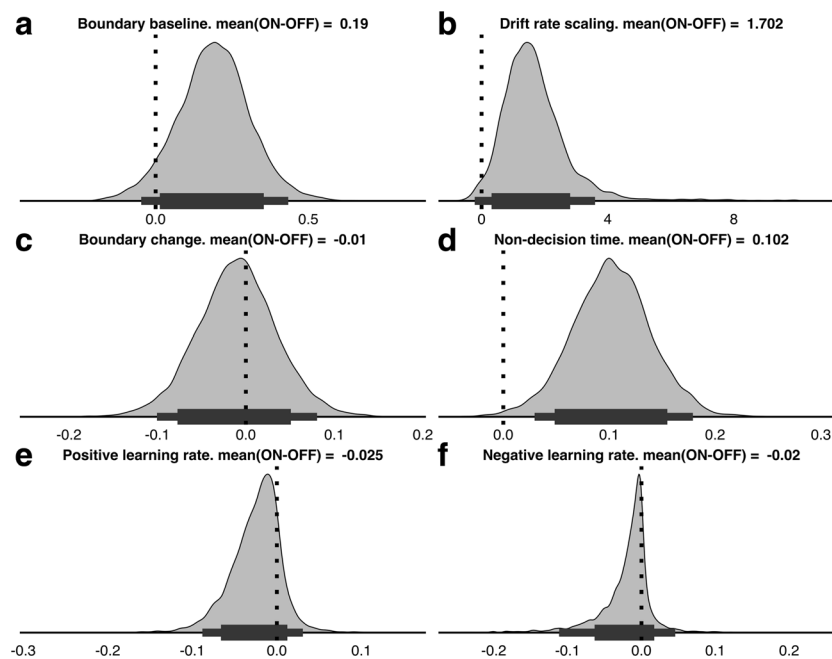 a Boundary baseline. mean(ON-OFF) = 0.19
b Drift rate scaling. mean(ON-OFF) = 1.702
0.0 0.5
0 4 8
c Boundary change. mean(ON-OFF) = -0.01
d Non-decision time. mean(ON-OFF) = 0.102
-0.2 -0.1 0.0 0.1 0.2
0.0 0.1 0.2 0.3
e Positive learning rate. mean(ON-OFF) = -0.025
f Negative learning rate. mean(ON-OFF) = -0.02
-0.3 -0.2 -0.1 0.0 0.1
-0.2 -0.1 0.0 0.1 0.2